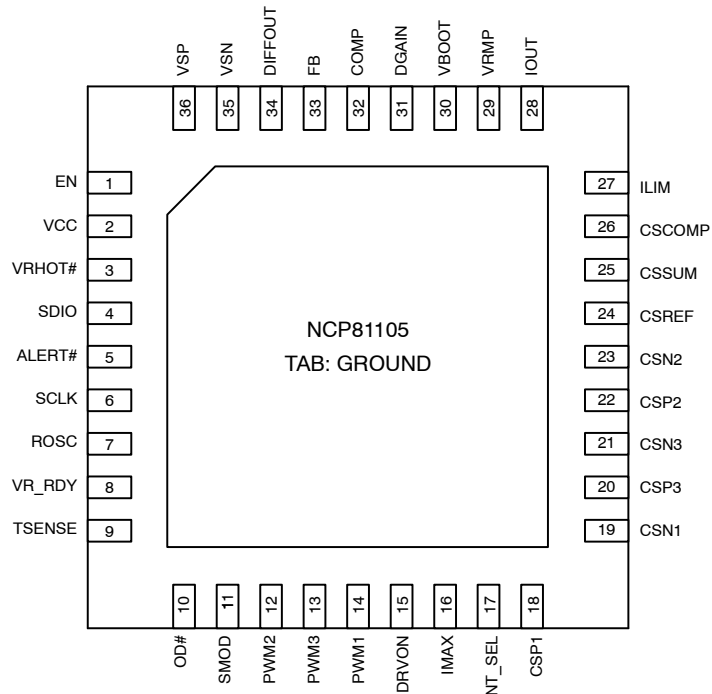 VSP
VSN
DIFFOUT
FB
COMP
DGAIN
VBOOT
VRMP
IOUT
36
35
34
33
32
31
30
29
28
EN 1
VCC 2
VRHOT# 3
SDIO 4
ALERT# 5
SCLK 6
ROSC 7
VR_RDY 8
TSENSE 9
NCP81105
TAB: GROUND
27 ILIM
26 CSCOMP
25 CSSUM
24 CSREF
23 CSN2
22 CSP2
21 CSN3
20 CSP3
19 CSN1
10
11
12
13
14
15
16
17
18
OD#
SMOD
PWM2
PWM3
PWM1
DRVON
IMAX
NT_SEL
CSP1